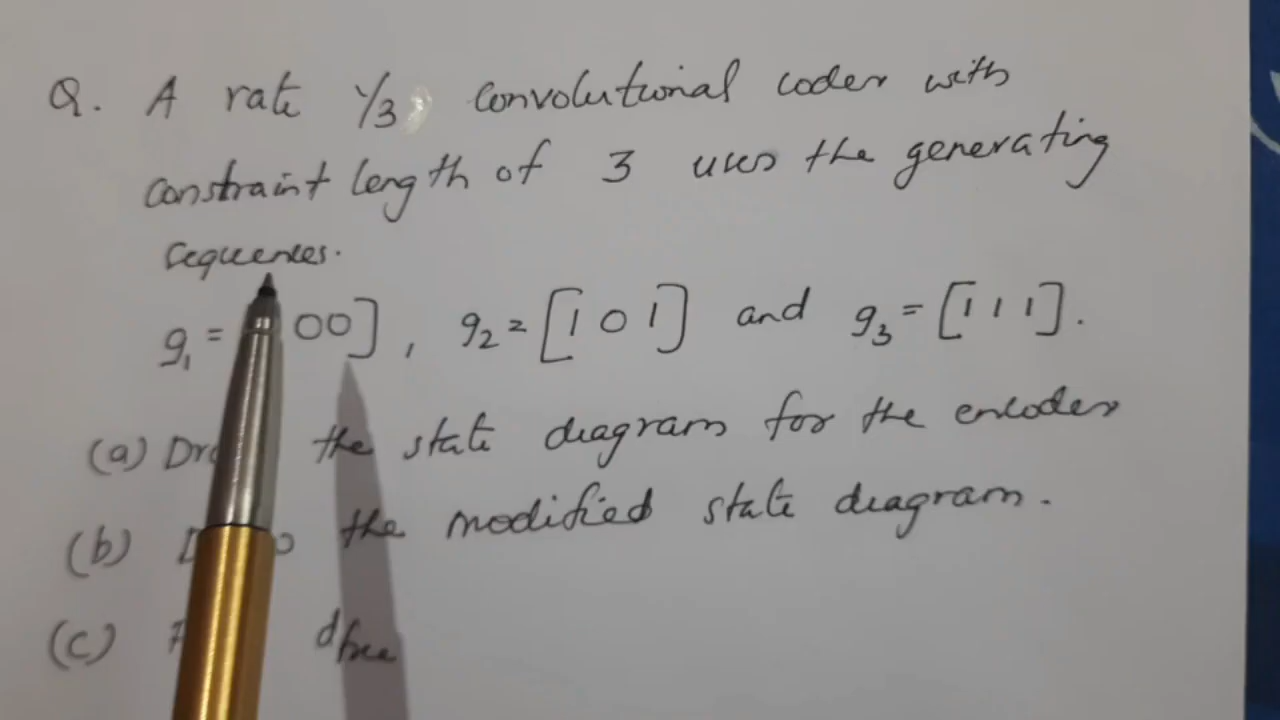 Q. A rate 1/3, convolutional coder with
constraint length of 3 uses the generating
sequences.
g1 = 00] , g2 = [1 0 1] and g3 = [1 1 1].
(a) the state diagram for the encoder
(b) the modified state diagram.
(c) dfree